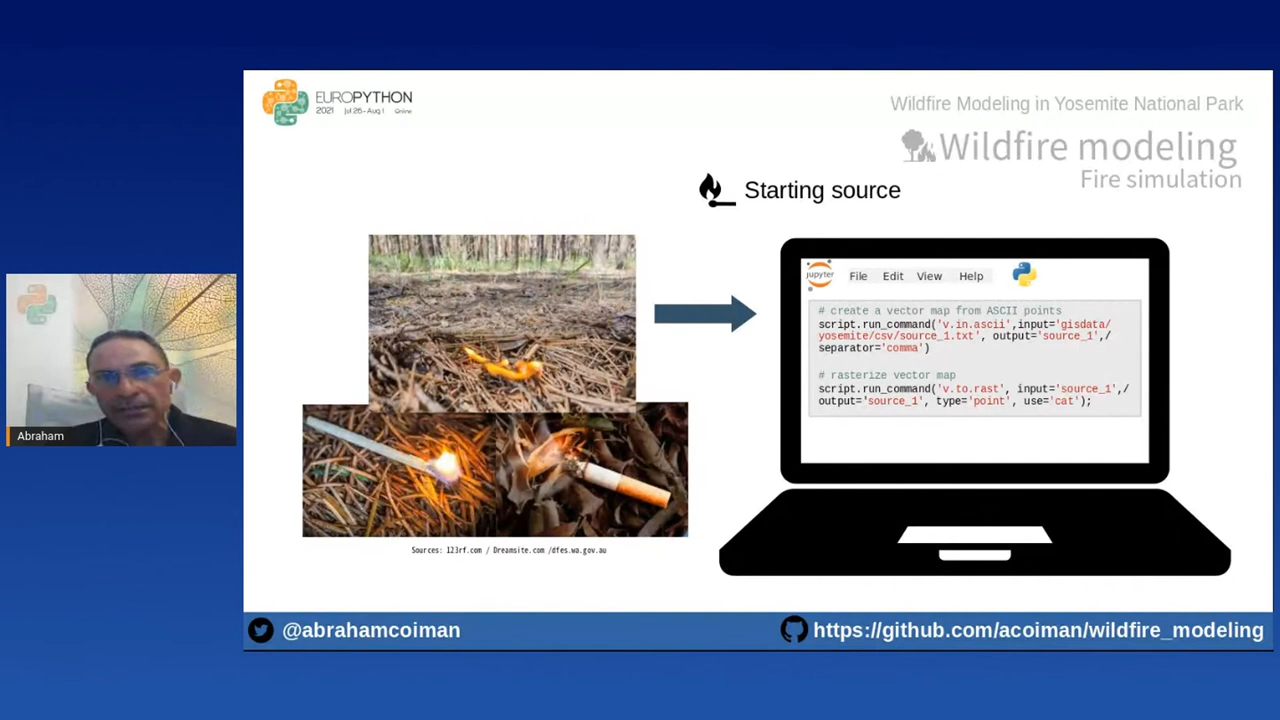 EUROPYTHON
2021 Jul 26-Aug 1 Online
Wildfire Modeling in Yosemite National Park
Wildfire modeling
Fire simulation
Starting source
jupyter
File Edit View Help
# create a vector map from ASCII points
script.run_command('v.in.ascii',input='gisdata/
yosemite/csv/source_1.txt', output='source_1',/
separator='comma')
# rasterize vector map
script.run_command('v.to.rast', input='source_1',/
output='source_1', type='point', use='cat');
Abraham
Sources: 123rf.com / Dreamsite.com /dfes.wa.gov.au
@abrahamcoiman
https://github.com/acoiman/wildfire_modeling